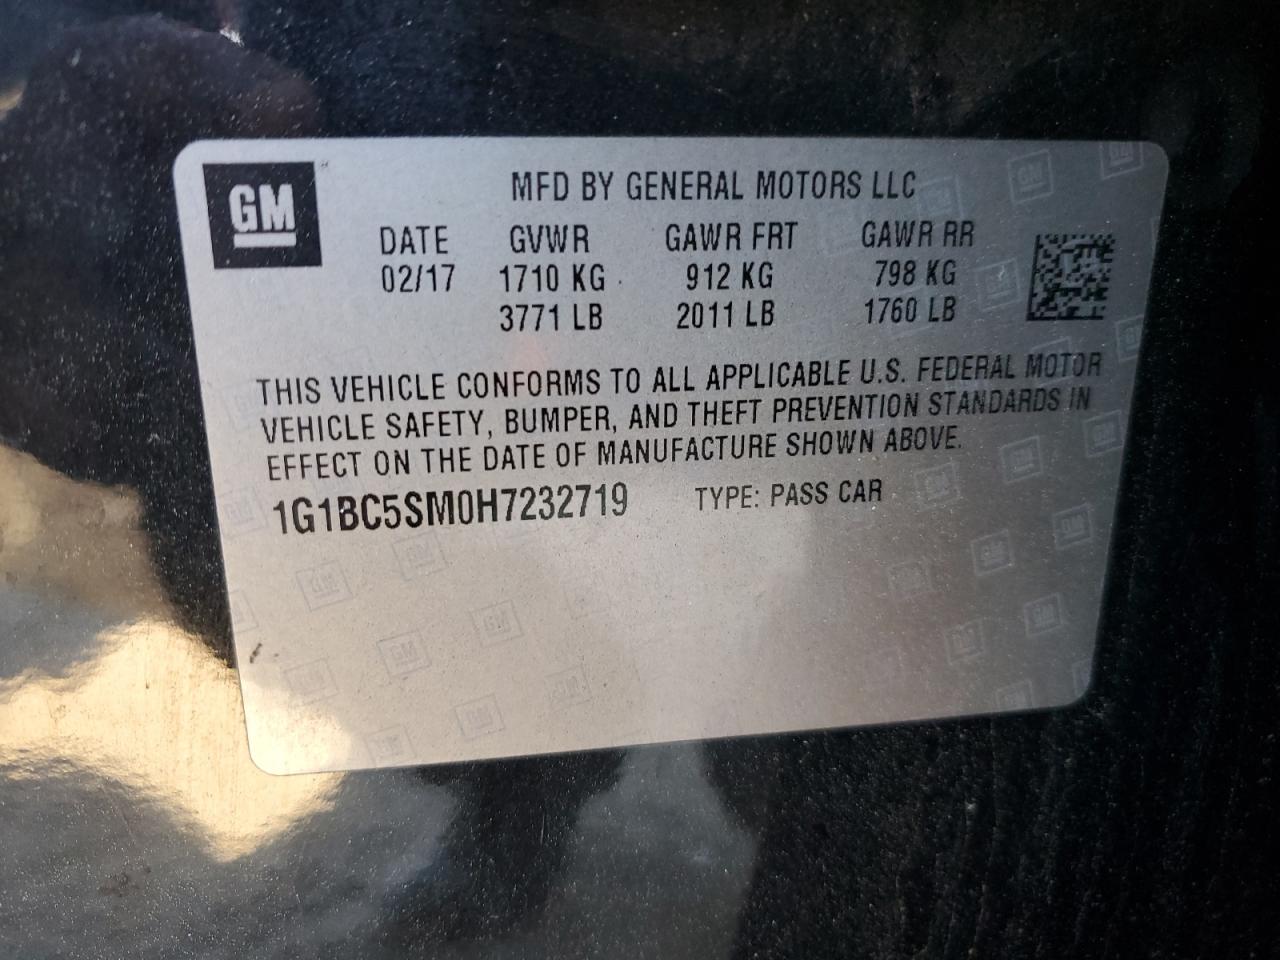 GM
MFD BY GENERAL MOTORS LLC
DATE GVWR GAWR FRT GAWR RR
02/17 1710 KG 912 KG 798 KG
3771 LB 2011 LB 1760 LB
THIS VEHICLE CONFORMS TO ALL APPLICABLE U.S. FEDERAL MOTOR
VEHICLE SAFETY, BUMPER, AND THEFT PREVENTION STANDARDS IN
EFFECT ON THE DATE OF MANUFACTURE SHOWN ABOVE.
1G1BC5SM0H7232719 TYPE: PASS CAR